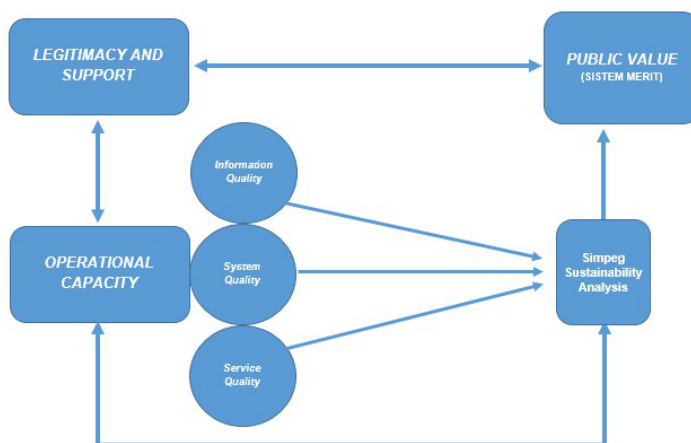 LEGITIMACY AND
SUPPORT
PUBLIC VALUE
(SISTEM MERIT)
Information
Quality
OPERATIONAL
CAPACITY
System
Quality
Simpeg
Sustainability
Analysis
Service
Quality